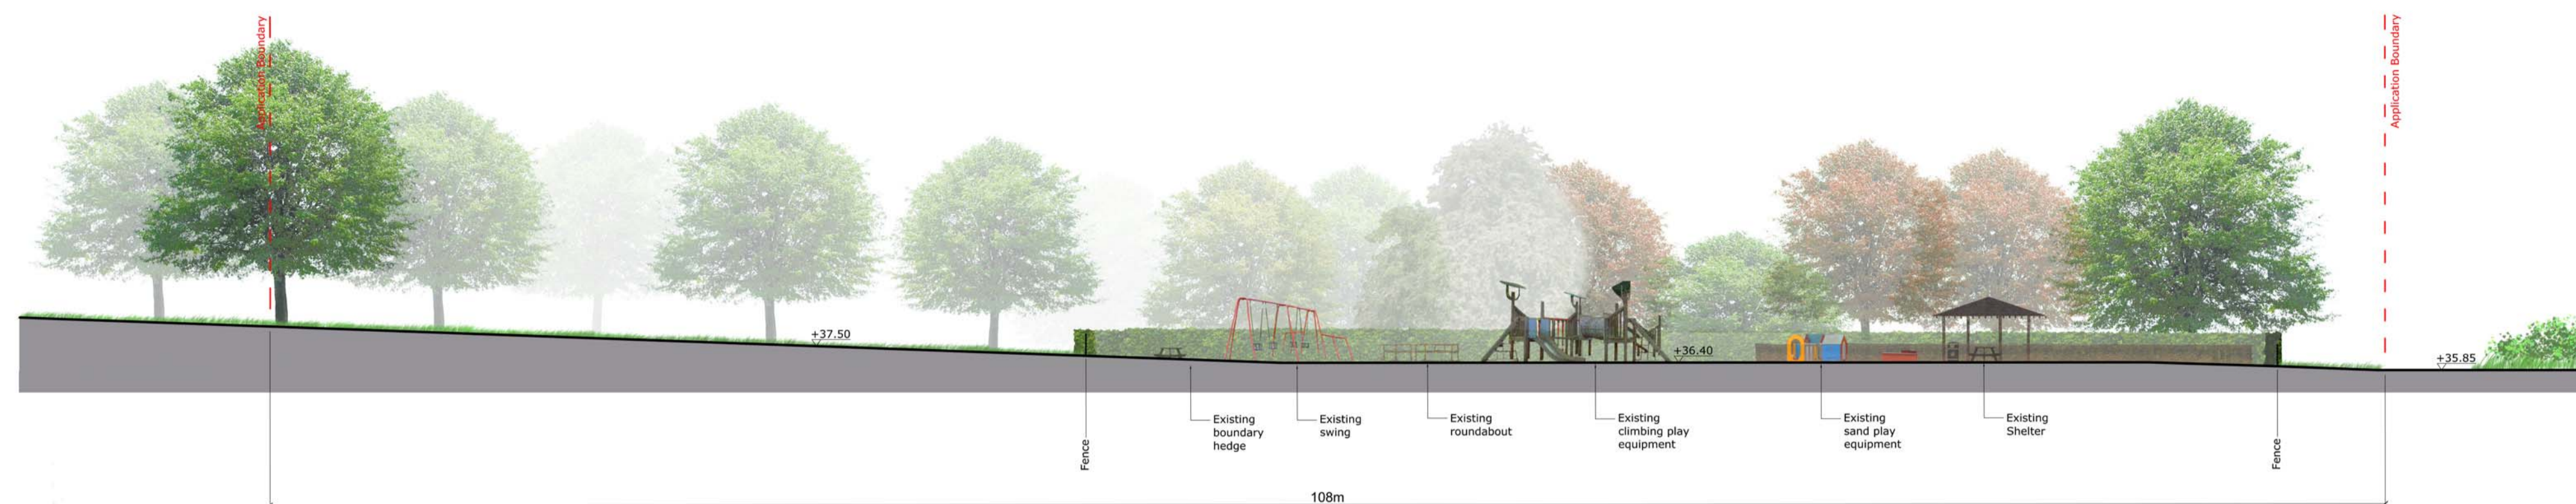 Application Boundary
Application Boundary
+37.50
+36.40
+35.85
Existing
boundary
hedge
Existing
swing
Existing
roundabout
Existing
climbing play
equipment
Existing
sand play
equipment
Existing
Shelter
Fence
Fence
108m